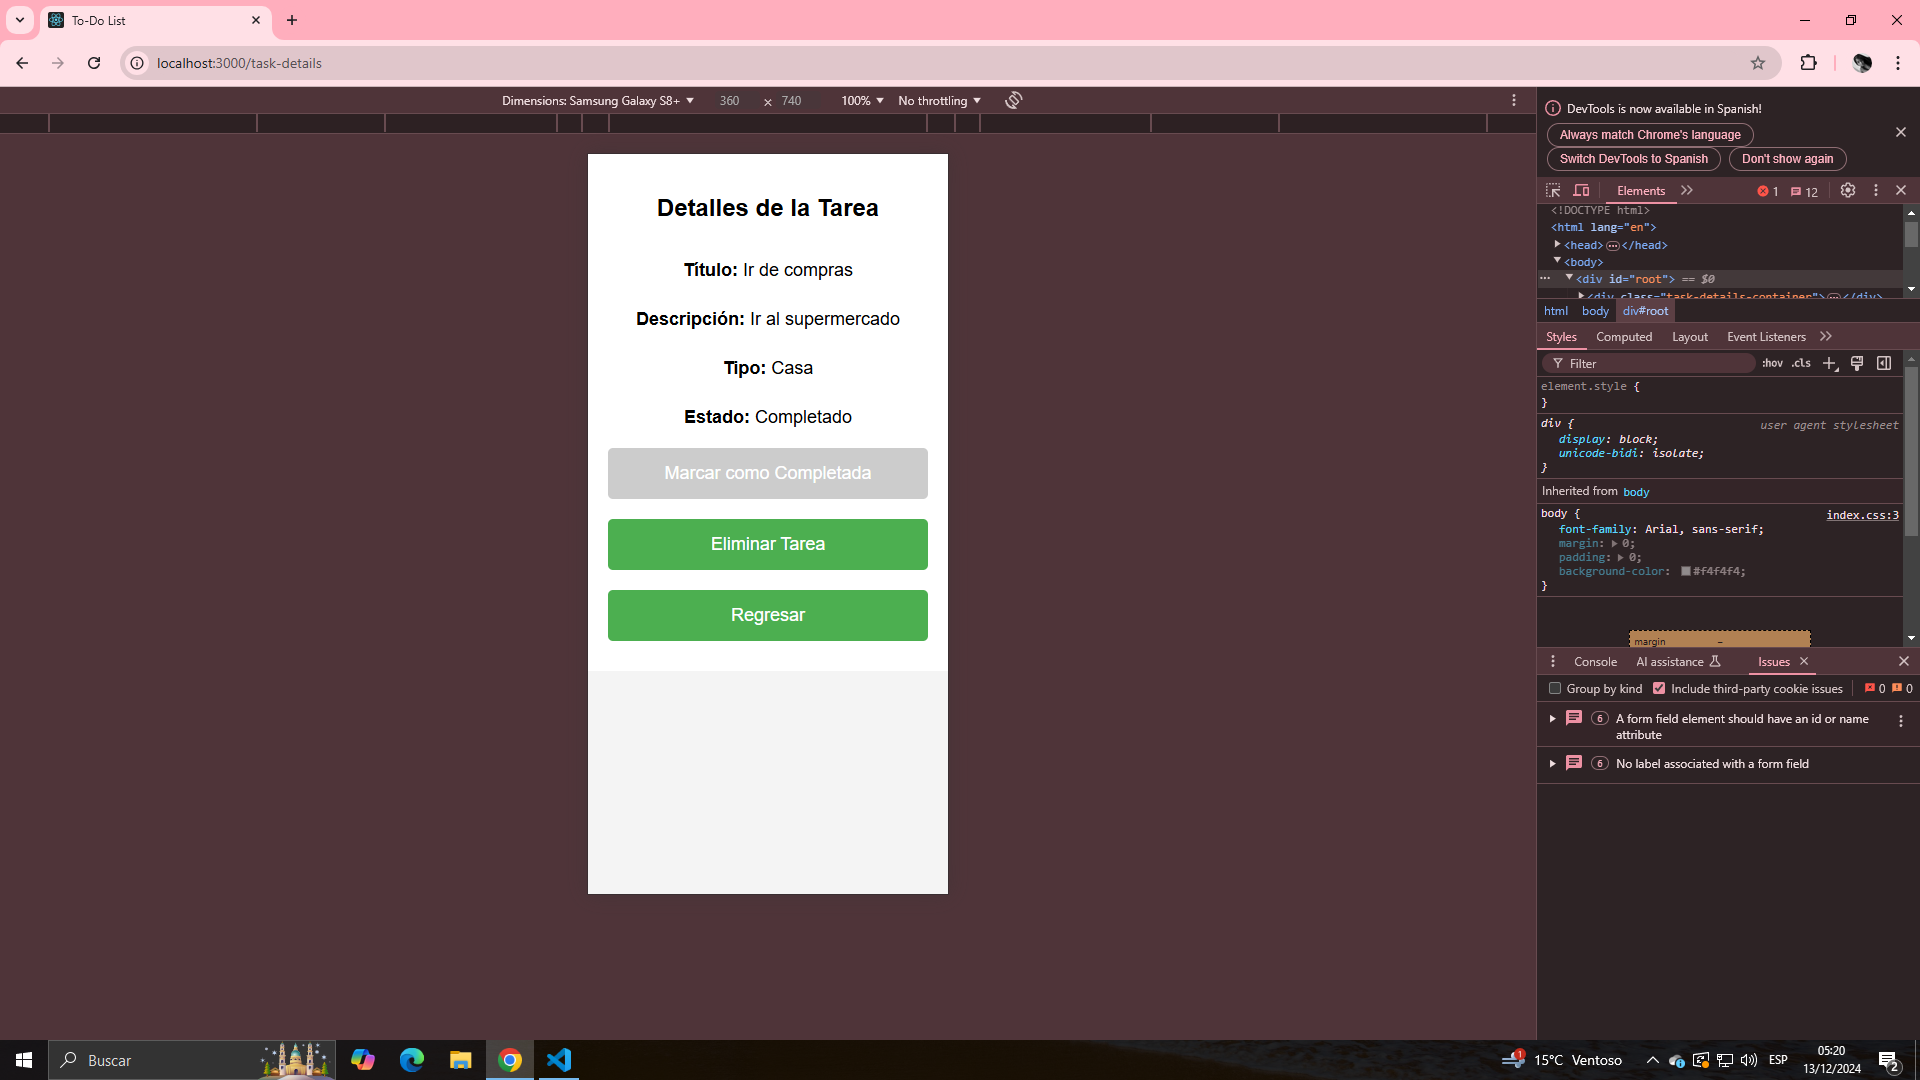 To-Do List
localhost:3000/task-details
Dimensions: Samsung Galaxy S8+ 360 × 740 100% No throttling
Detalles de la Tarea
Título: Ir de compras
Descripción: Ir al supermercado
Tipo: Casa
Estado: Completado
Marcar como Completada
Eliminar Tarea
Regresar
DevTools is now available in Spanish!
Always match Chrome's language
Switch DevTools to Spanish Don't show again
Elements 1 12
<!DOCTYPE html>
<html lang="en">
<head> </head>
<body>
<div id="root"> == $0
<div class="task-details-container"> </div>
html body div#root
Styles Computed Layout Event Listeners
Filter :hov .cls
element.style {
}
div { user agent stylesheet
display: block;
unicode-bidi: isolate;
}
Inherited from body
body { index.css:3
font-family: Arial, sans-serif;
margin: 0;
padding: 0;
background-color: #f4f4f4;
}
margin –
Console AI assistance Issues
Group by kind Include third-party cookie issues 0 0
6 A form field element should have an id or name
attribute
6 No label associated with a form field
Buscar
1 15°C Ventoso ESP
05:20
13/12/2024
2